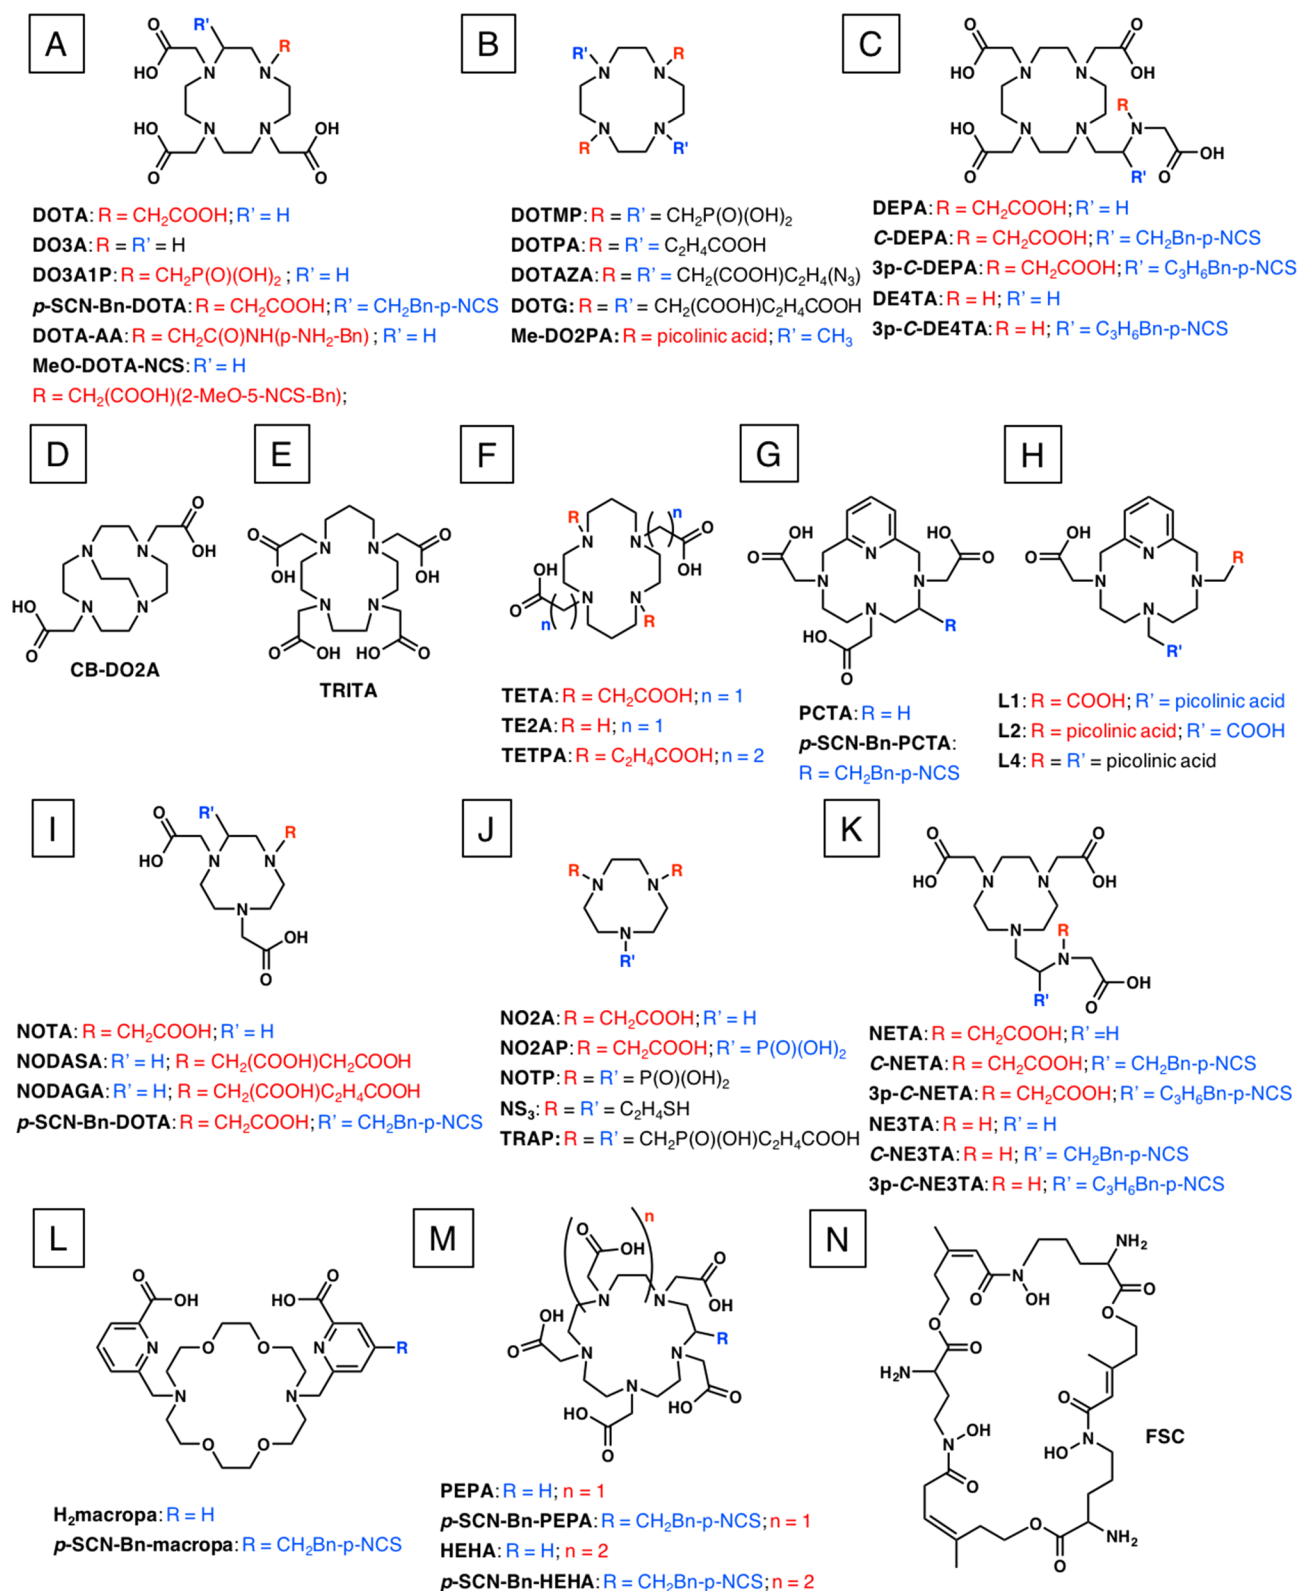 A
B
C
DOTA: R = CH₂COOH; R' = H
DO3A: R = R' = H
DO3A1P: R = CH₂P(O)(OH)₂ ; R' = H
p-SCN-Bn-DOTA: R = CH₂COOH; R' = CH₂Bn-p-NCS
DOTA-AA: R = CH₂C(O)NH(p-NH₂-Bn) ; R' = H
MeO-DOTA-NCS: R' = H
R = CH₂(COOH)(2-MeO-5-NCS-Bn);
DOTMP: R = R' = CH₂P(O)(OH)₂
DOTPA: R = R' = C₂H₄COOH
DOTAZA: R = R' = CH₂(COOH)C₂H₄(N₃)
DOTG: R = R' = CH₂(COOH)C₂H₄COOH
Me-DO2PA: R = picolinic acid; R' = CH₃
DEPA: R = CH₂COOH; R' = H
C-DEPA: R = CH₂COOH; R' = CH₂Bn-p-NCS
3p-C-DEPA: R = CH₂COOH; R' = C₃H₆Bn-p-NCS
DE4TA: R = H; R' = H
3p-C-DE4TA: R = H; R' = C₃H₆Bn-p-NCS
D
E
F
G
H
CB-DO2A
TRITA
TETA: R = CH₂COOH; n = 1
TE2A: R = H; n = 1
TETPA: R = C₂H₄COOH; n = 2
PCTA: R = H
p-SCN-Bn-PCTA:
R = CH₂Bn-p-NCS
L1: R = COOH; R' = picolinic acid
L2: R = picolinic acid; R' = COOH
L4: R = R' = picolinic acid
I
J
K
NOTA: R = CH₂COOH; R' = H
NODASA: R' = H; R = CH₂(COOH)CH₂COOH
NODAGA: R' = H; R = CH₂(COOH)C₂H₄COOH
p-SCN-Bn-DOTA: R = CH₂COOH; R' = CH₂Bn-p-NCS
NO2A: R = CH₂COOH; R' = H
NO2AP: R = CH₂COOH; R' = P(O)(OH)₂
NOTP: R = R' = P(O)(OH)₂
NS₃: R = R' = C₂H₄SH
TRAP: R = R' = CH₂P(O)(OH)C₂H₄COOH
NETA: R = CH₂COOH; R' =H
C-NETA: R = CH₂COOH; R' = CH₂Bn-p-NCS
3p-C-NETA: R = CH₂COOH; R' = C₃H₆Bn-p-NCS
NE3TA: R = H; R' = H
C-NE3TA: R = H; R' = CH₂Bn-p-NCS
3p-C-NE3TA: R = H; R' = C₃H₆Bn-p-NCS
L
M
N
H₂macropa: R = H
p-SCN-Bn-macropa: R = CH₂Bn-p-NCS
PEPA: R = H; n = 1
p-SCN-Bn-PEPA: R = CH₂Bn-p-NCS; n = 1
HEHA: R = H; n = 2
p-SCN-Bn-HEHA: R = CH₂Bn-p-NCS; n = 2
FSC